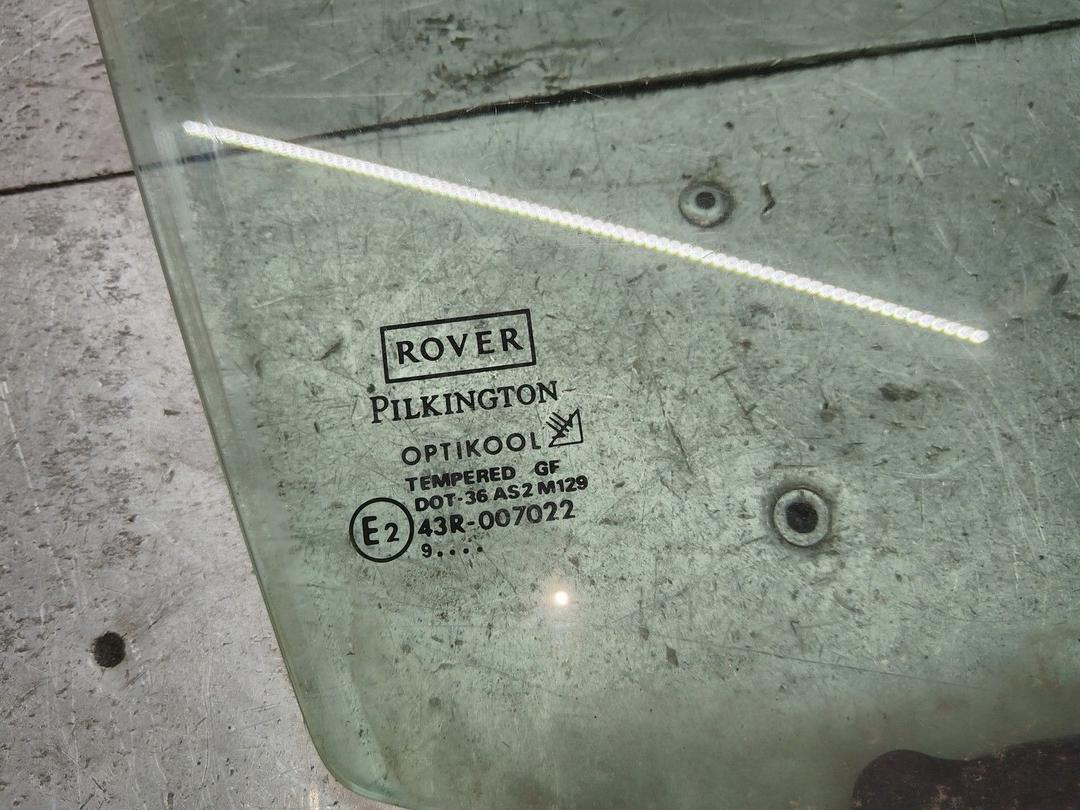 ROVER
PILKINGTON
OPTIKOOL
TEMPERED GF
DOT-36 AS2 M129
E2 43R-007022
9....